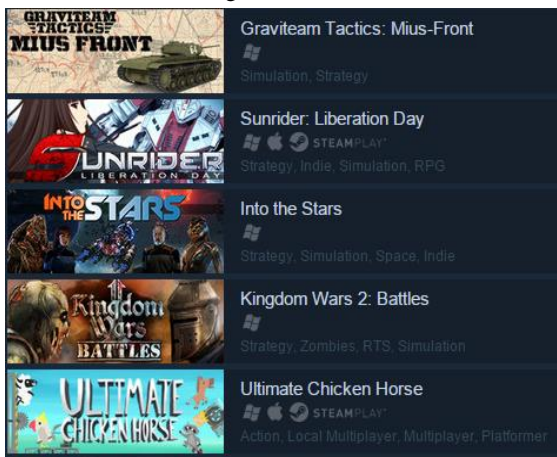 GRAVITEAM
TACTICS:
MIUS FRONT
Graviteam Tactics: Mius-Front
Simulation, Strategy
SUNRIDER
LIBERATION DAY
Sunrider: Liberation Day
STEAMPLAY
Strategy, Indie, Simulation, RPG
INTO
THE STARS
Into the Stars
Strategy, Simulation, Space, Indie
II
Kingdom
Wars
BATTLES
Kingdom Wars 2: Battles
Strategy, Zombies, RTS, Simulation
ULTIMATE
CHICKEN HORSE
Ultimate Chicken Horse
STEAMPLAY
Action, Local Multiplayer, Multiplayer, Platformer